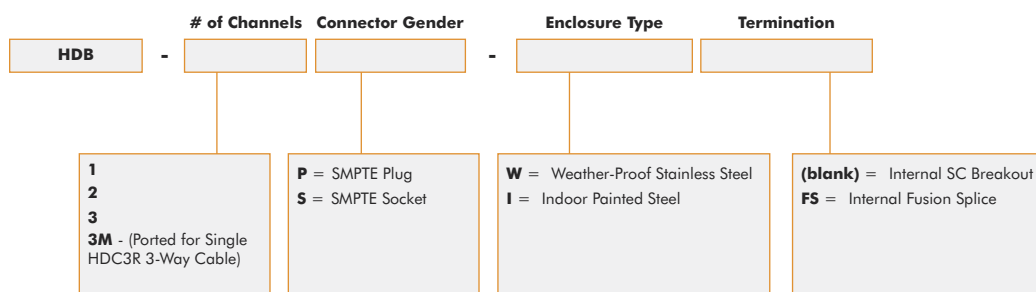 # of Channels Connector Gender Enclosure Type Termination
HDB - -
1
2
3
3M - (Ported for Single
HDC3R 3-Way Cable)
P = SMPTE Plug
S = SMPTE Socket
W = Weather-Proof Stainless Steel
I = Indoor Painted Steel
(blank) = Internal SC Breakout
FS = Internal Fusion Splice